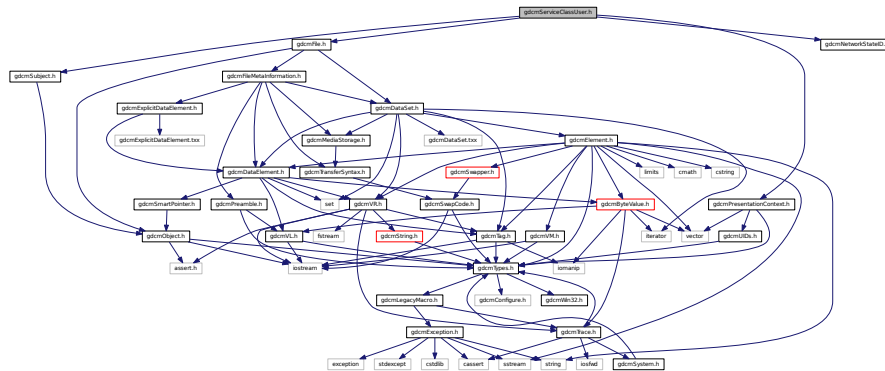 gdcmServiceClassUser.h
gdcmFile.h
gdcmNetworkStateID.
gdcmSubject.h
gdcmFileMetaInformation.h
gdcmExplicitDataElement.h
gdcmDataSet.h
gdcmExplicitDataElement.txx
gdcmMediaStorage.h
gdcmDataSet.txx
gdcmElement.h
gdcmDataElement.h
gdcmTransferSyntax.h
gdcmSwapper.h
limits
cmath
cstring
gdcmSmartPointer.h
gdcmPreamble.h
set
gdcmVR.h
gdcmSwapCode.h
gdcmByteValue.h
gdcmPresentationContext.h
gdcmObject.h
gdcmVL.h
fstream
gdcmString.h
gdcmTag.h
gdcmVM.h
iterator
vector
gdcmUIDs.h
assert.h
iostream
gdcmTypes.h
iomanip
gdcmLegacyMacro.h
gdcmConfigure.h
gdcmWin32.h
gdcmException.h
gdcmTrace.h
exception
stdexcept
cstdlib
cassert
sstream
string
iosfwd
gdcmSystem.h